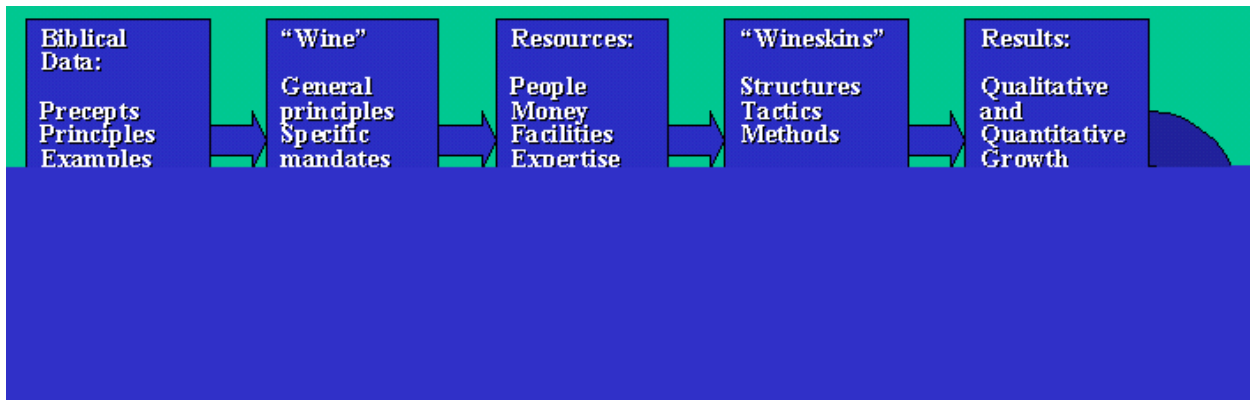 Biblical
Data:
Precepts
Principles
Examples
“Wine”
General
principles
Specific
mandates
Resources:
People
Money
Facilities
Expertise
“Wineskins”
Structures
Tactics
Methods
Results:
Qualitative
and
Quantitative
Growth